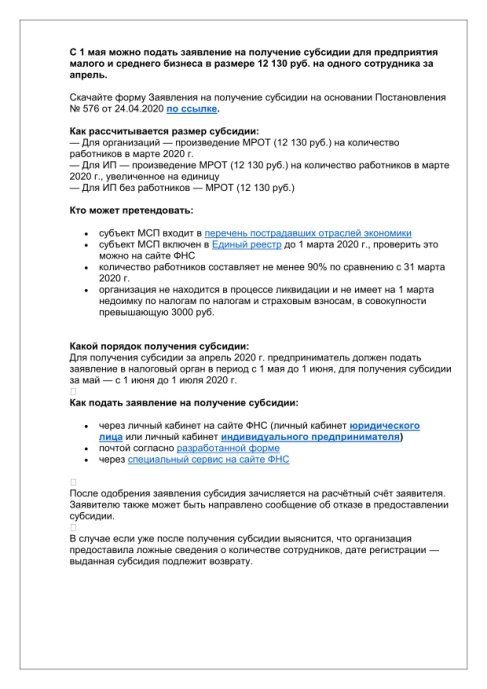 С 1 мая можно подать заявление на получение субсидии для предприятия
малого и среднего бизнеса в размере 12 130 руб. на одного сотрудника за
апрель.
Скачайте форму Заявления на получение субсидии на основании Постановления
№ 576 от 24.04.2020 по ссылке.
Как рассчитывается размер субсидии:
— Для организаций — произведение МРОТ (12 130 руб.) на количество
работников в марте 2020 г.
— Для ИП — произведение МРОТ (12 130 руб.) на количество работников в марте
2020 г., увеличенное на единицу
— Для ИП без работников — МРОТ (12 130 руб.)
Кто может претендовать:
• субъект МСП входит в перечень пострадавших отраслей экономики
• субъект МСП включен в Единый реестр до 1 марта 2020 г., проверить это
можно на сайте ФНС
• количество работников составляет не менее 90% по сравнению с 31 марта
2020 г.
• организация не находится в процессе ликвидации и не имеет на 1 марта
недоимку по налогам по налогам и страховым взносам, в совокупности
превышающую 3000 руб.
Какой порядок получения субсидии:
Для получения субсидии за апрель 2020 г. предприниматель должен подать
заявление в налоговый орган в период с 1 мая до 1 июня, для получения субсидии
за май — с 1 июня до 1 июля 2020 г.
Как подать заявление на получение субсидии:
• через личный кабинет на сайте ФНС (личный кабинет юридического
лица или личный кабинет индивидуального предпринимателя)
• почтой согласно разработанной форме
• через специальный сервис на сайте ФНС
После одобрения заявления субсидия зачисляется на расчётный счёт заявителя.
Заявителю также может быть направлено сообщение об отказе в предоставлении
субсидии.
В случае если уже после получения субсидии выяснится, что организация
предоставила ложные сведения о количестве сотрудников, дате регистрации —
выданная субсидия подлежит возврату.